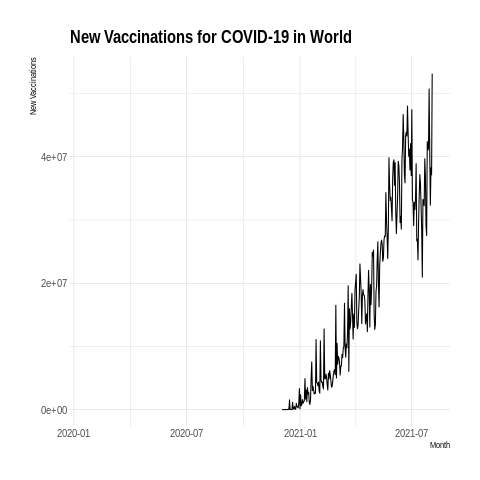 New Vaccinations for COVID-19 in World
New Vaccinations
4e+07
2e+07
0e+00
2020-01 2020-07 2021-01 2021-07
Month